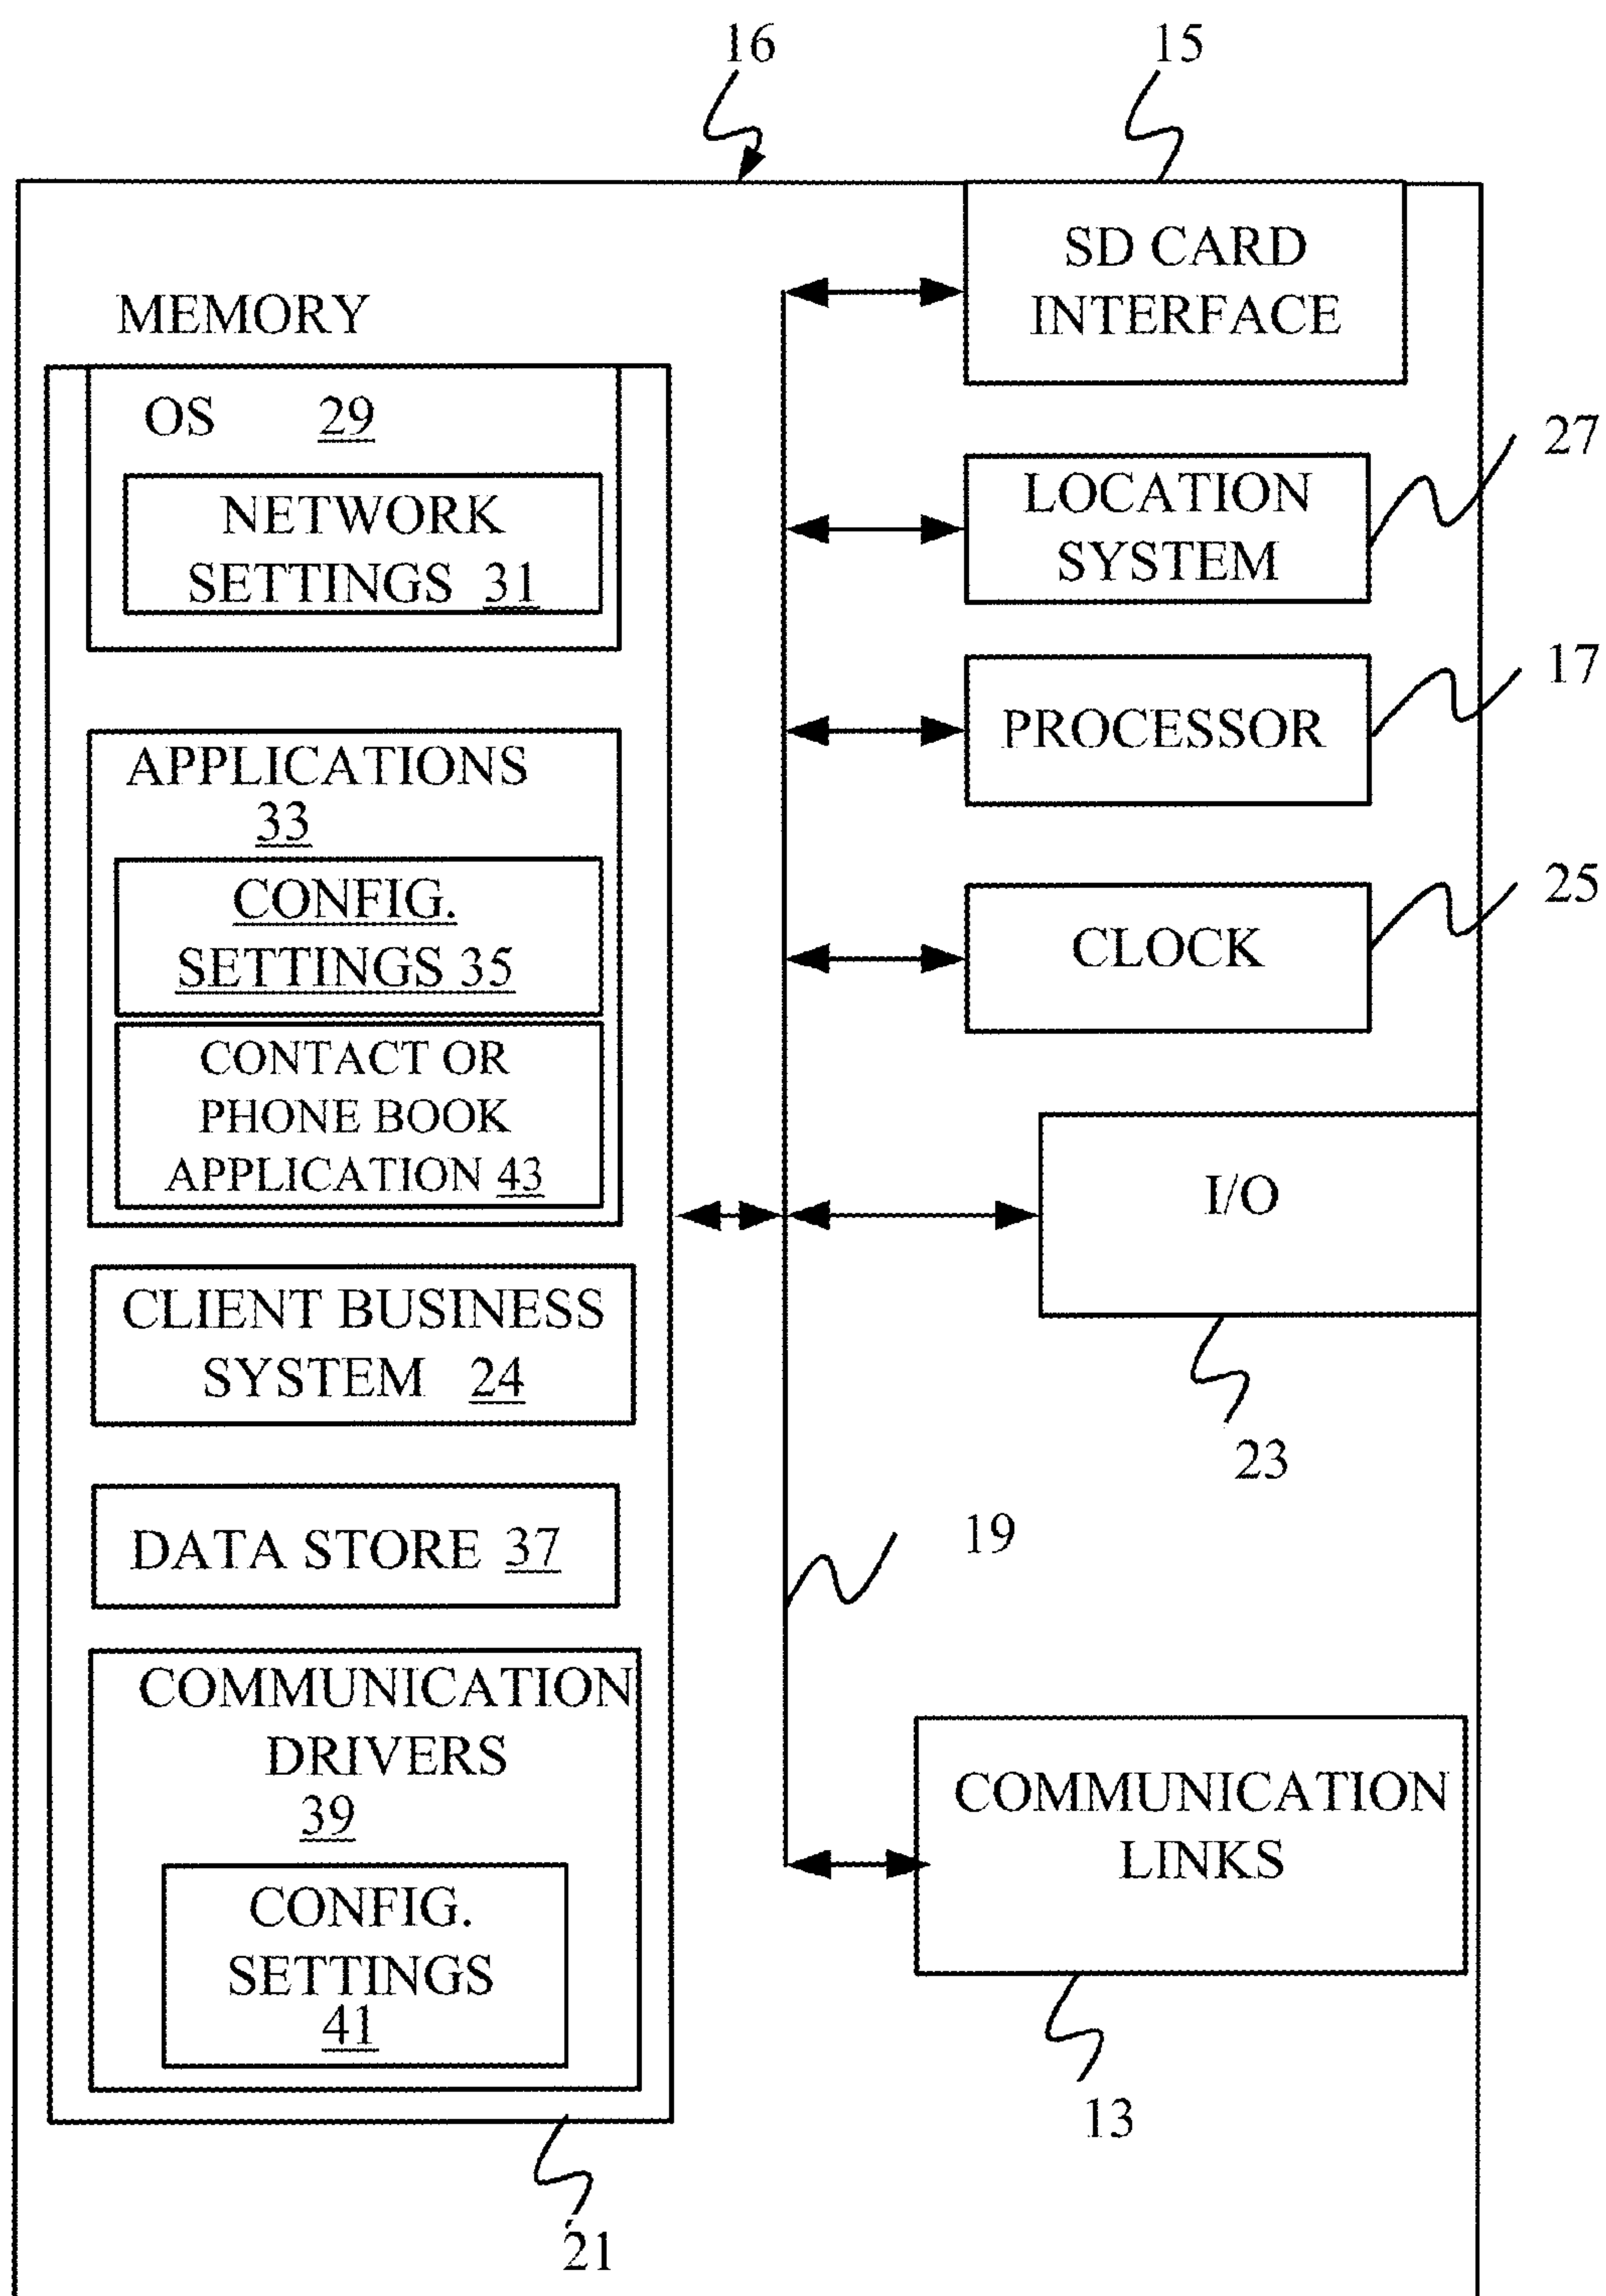 16
15
SD CARD
INTERFACE
MEMORY
OS 29
NETWORK
SETTINGS 31
27
LOCATION
SYSTEM
17
PROCESSOR
APPLICATIONS
33
CONFIG.
SETTINGS 35
25
CLOCK
CONTACT OR
PHONE BOOK
APPLICATION 43
I/O
23
CLIENT BUSINESS
SYSTEM 24
19
DATA STORE 37
COMMUNICATION
DRIVERS
39
CONFIG.
SETTINGS
41
COMMUNICATION
LINKS
13
21